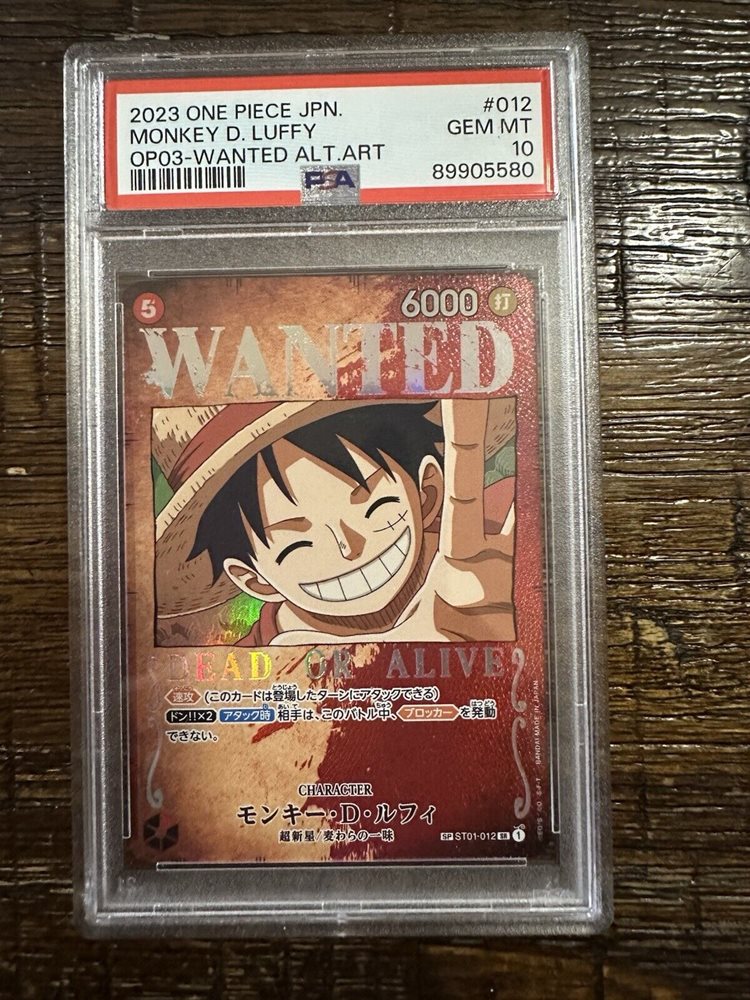 2023 ONE PIECE JPN. #012
MONKEY D. LUFFY GEM MT
OP03-WANTED ALT.ART 10
PSA 89905580
5 6000 打
WANTED
DEAD OR ALIVE
速攻 (このカードは登場したターンにアタックできる)
ドン!!×2 アタック時 相手は、このバトル中、ブロッカー を発動
できない。
CHARACTER
モンキー・D・ルフィ
超新星/麦わらの一味
SP ST01-012 SR 1
BANDAI MADE IN JAPAN